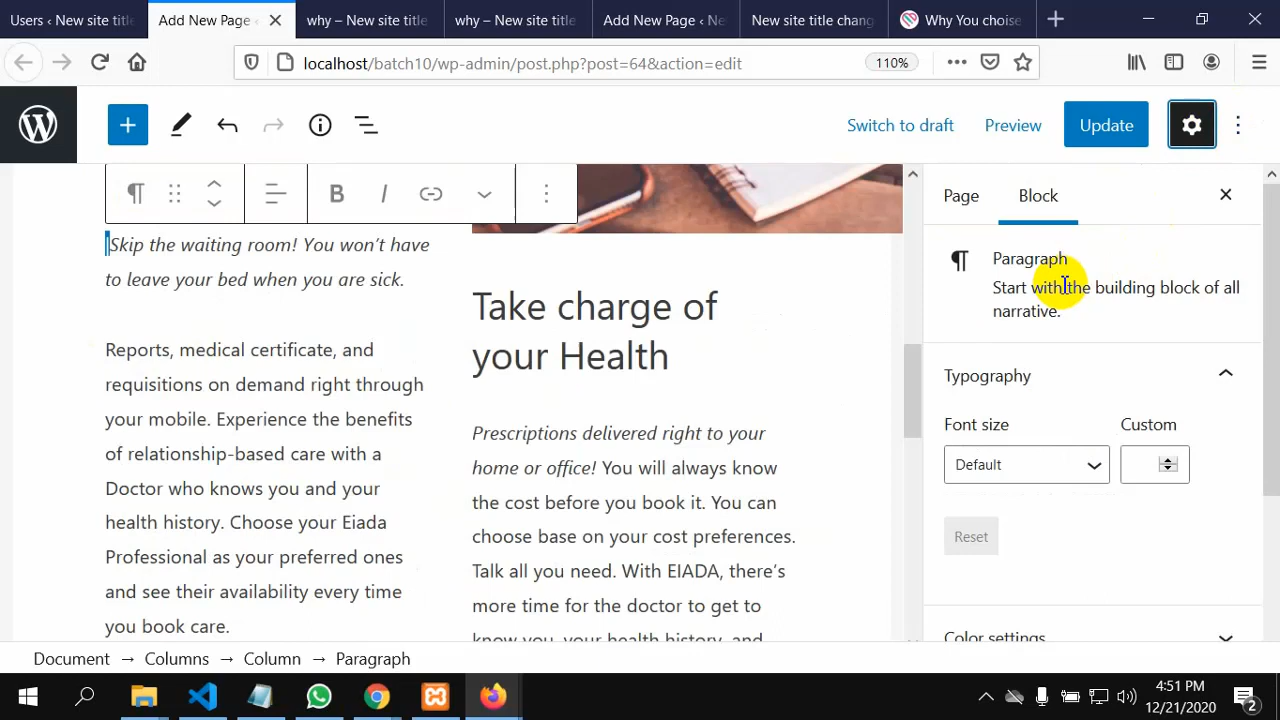 Users ‹ New site titl
Add New Page ‹
why – New site title
why – New site title
Add New Page ‹ Ne
New site title chang
Why You choise
localhost/batch10/wp-admin/post.php?post=64&action=edit
110%
Switch to draft
Preview
Update
B I
Skip the waiting room! You won't have
to leave your bed when you are sick.
Reports, medical certificate, and
requisitions on demand right through
your mobile. Experience the benefits
of relationship-based care with a
Doctor who knows you and your
health history. Choose your Eiada
Professional as your preferred ones
and see their availability every time
you book care.
Take charge of
your Health
Prescriptions delivered right to your
home or office! You will always know
the cost before you book it. You can
choose base on your cost preferences.
Talk all you need. With EIADA, there's
more time for the doctor to get to
know you, your health history, and
Page
Block
Paragraph
Start with the building block of all
narrative.
Typography
Font size
Custom
Default
Reset
Color settings
Document → Columns → Column → Paragraph
4:51 PM
12/21/2020
2